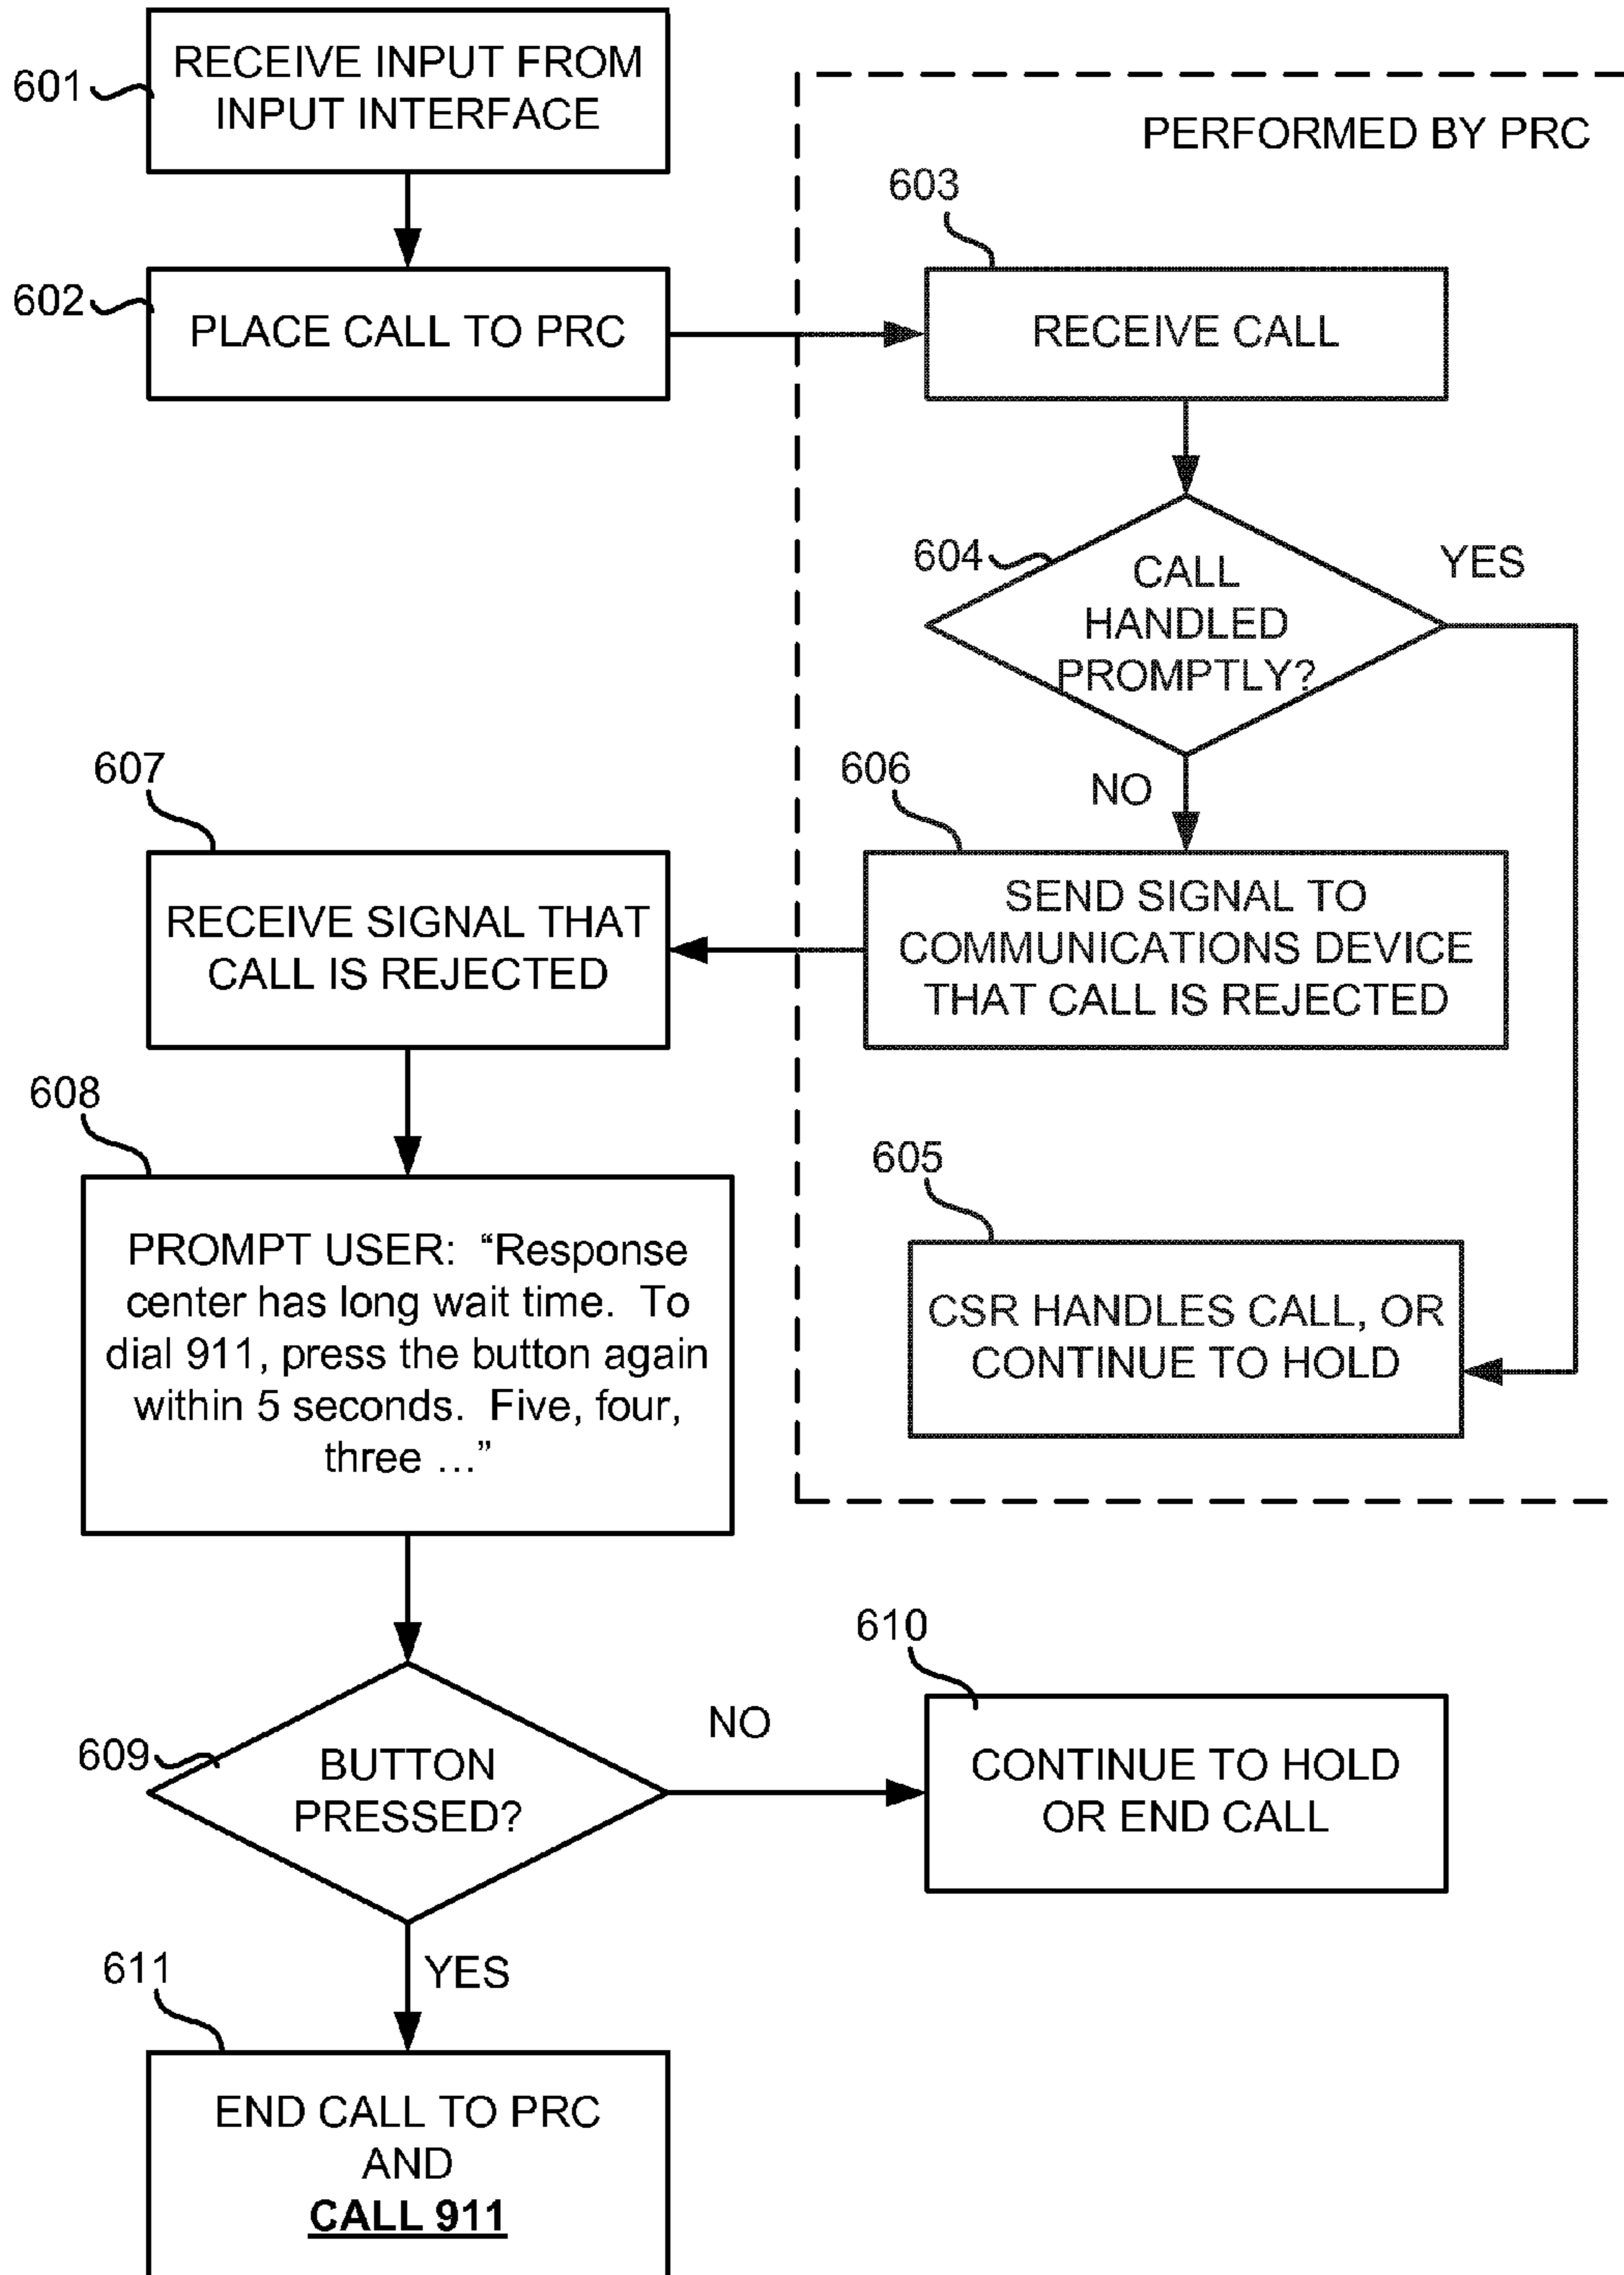 601
RECEIVE INPUT FROM
INPUT INTERFACE
PERFORMED BY PRC
602
PLACE CALL TO PRC
603
RECEIVE CALL
604
CALL
HANDLED
PROMPTLY?
YES
NO
606
SEND SIGNAL TO
COMMUNICATIONS DEVICE
THAT CALL IS REJECTED
607
RECEIVE SIGNAL THAT
CALL IS REJECTED
605
CSR HANDLES CALL, OR
CONTINUE TO HOLD
608
PROMPT USER: “Response
center has long wait time. To
dial 911, press the button again
within 5 seconds. Five, four,
three ...”
609
BUTTON
PRESSED?
NO
610
CONTINUE TO HOLD
OR END CALL
YES
611
END CALL TO PRC
AND
CALL 911